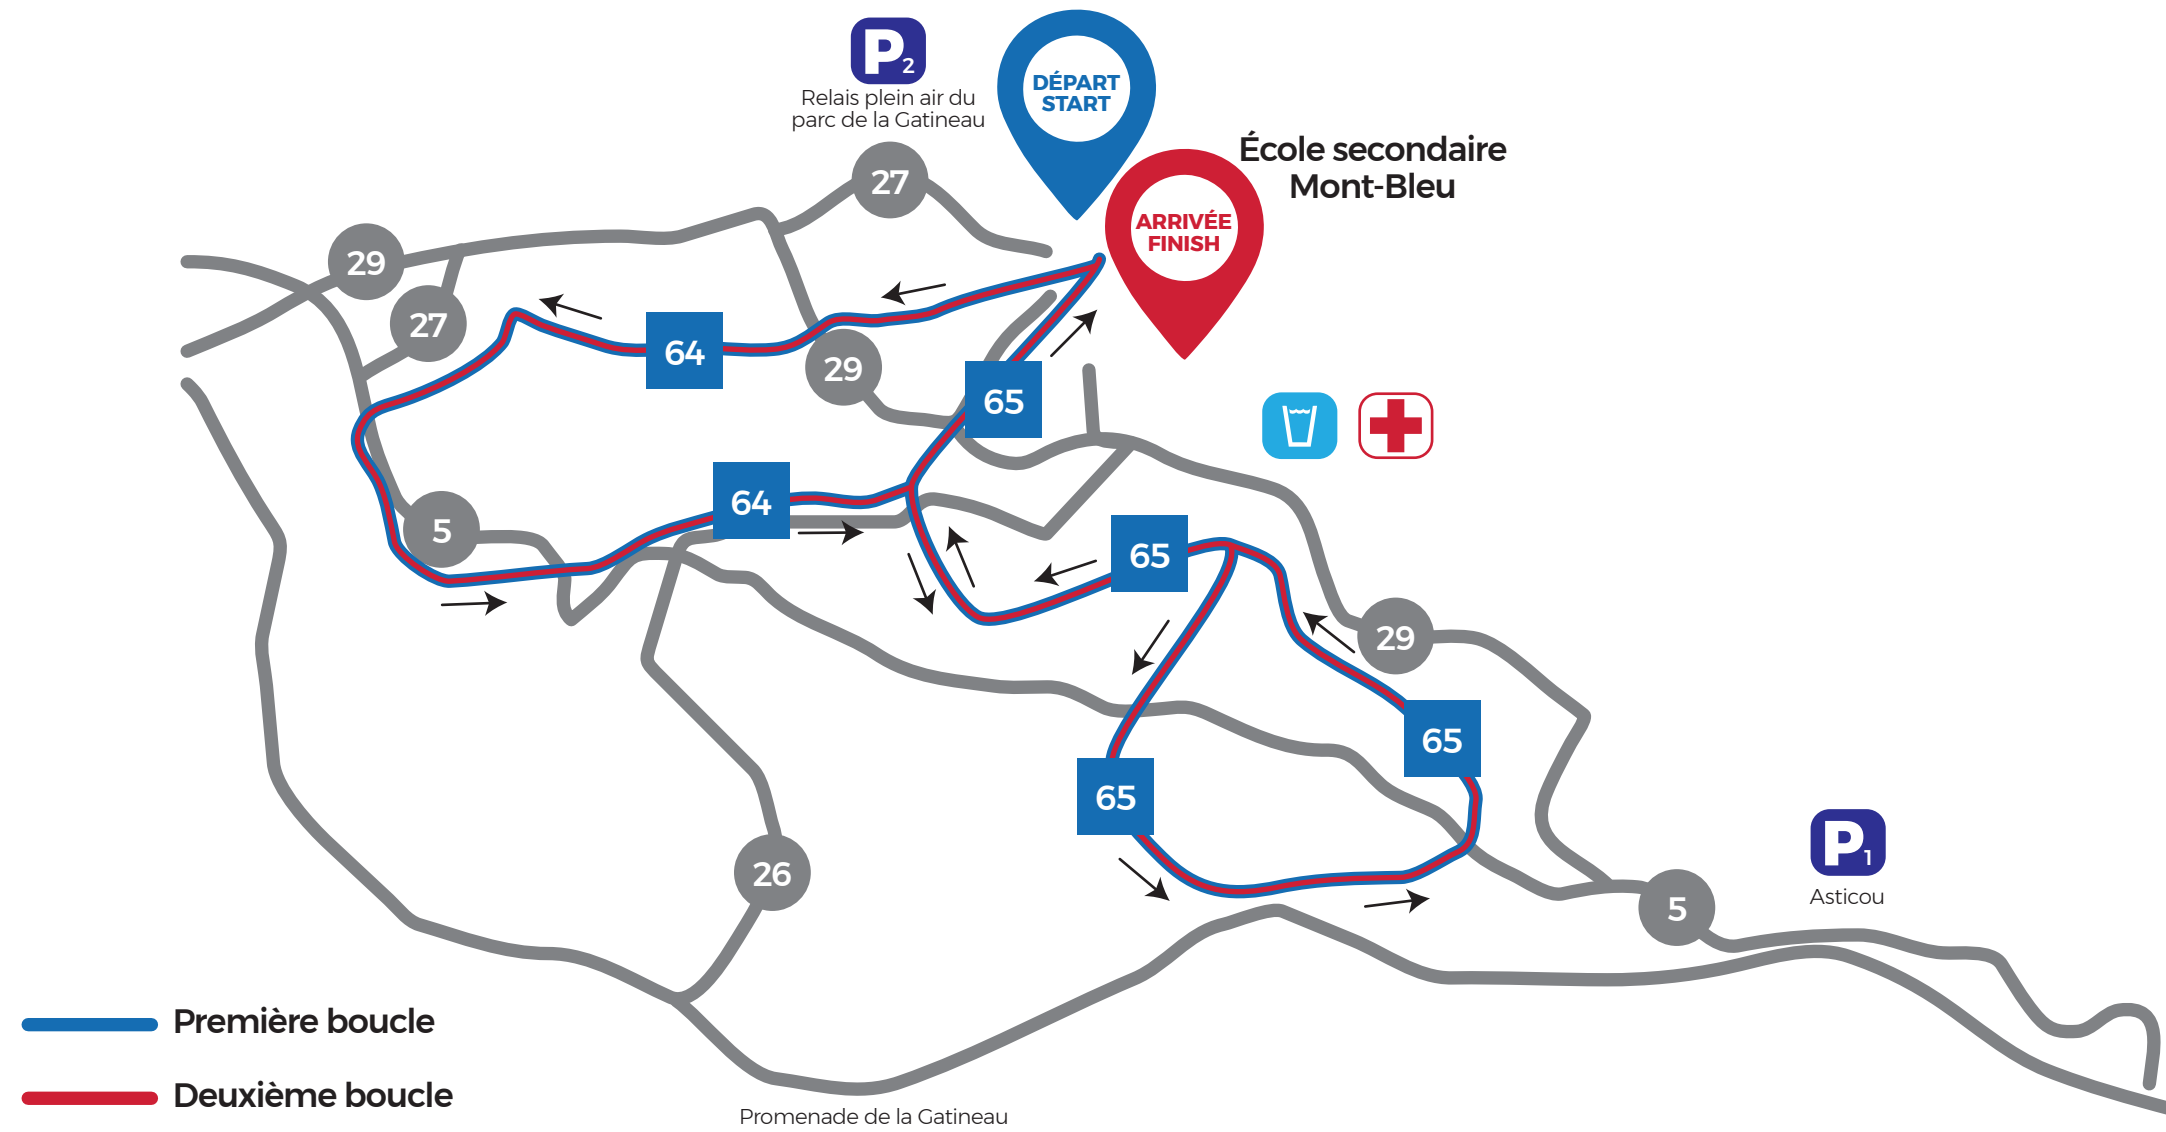 P2
Relais plein air du
parc de la Gatineau
DÉPART
START
École secondaire
Mont-Bleu
ARRIVÉE
FINISH
27
29
27
64
29
65
64
5
65
29
65
65
26
P1
Asticou
5
Première boucle
Deuxième boucle
Promenade de la Gatineau